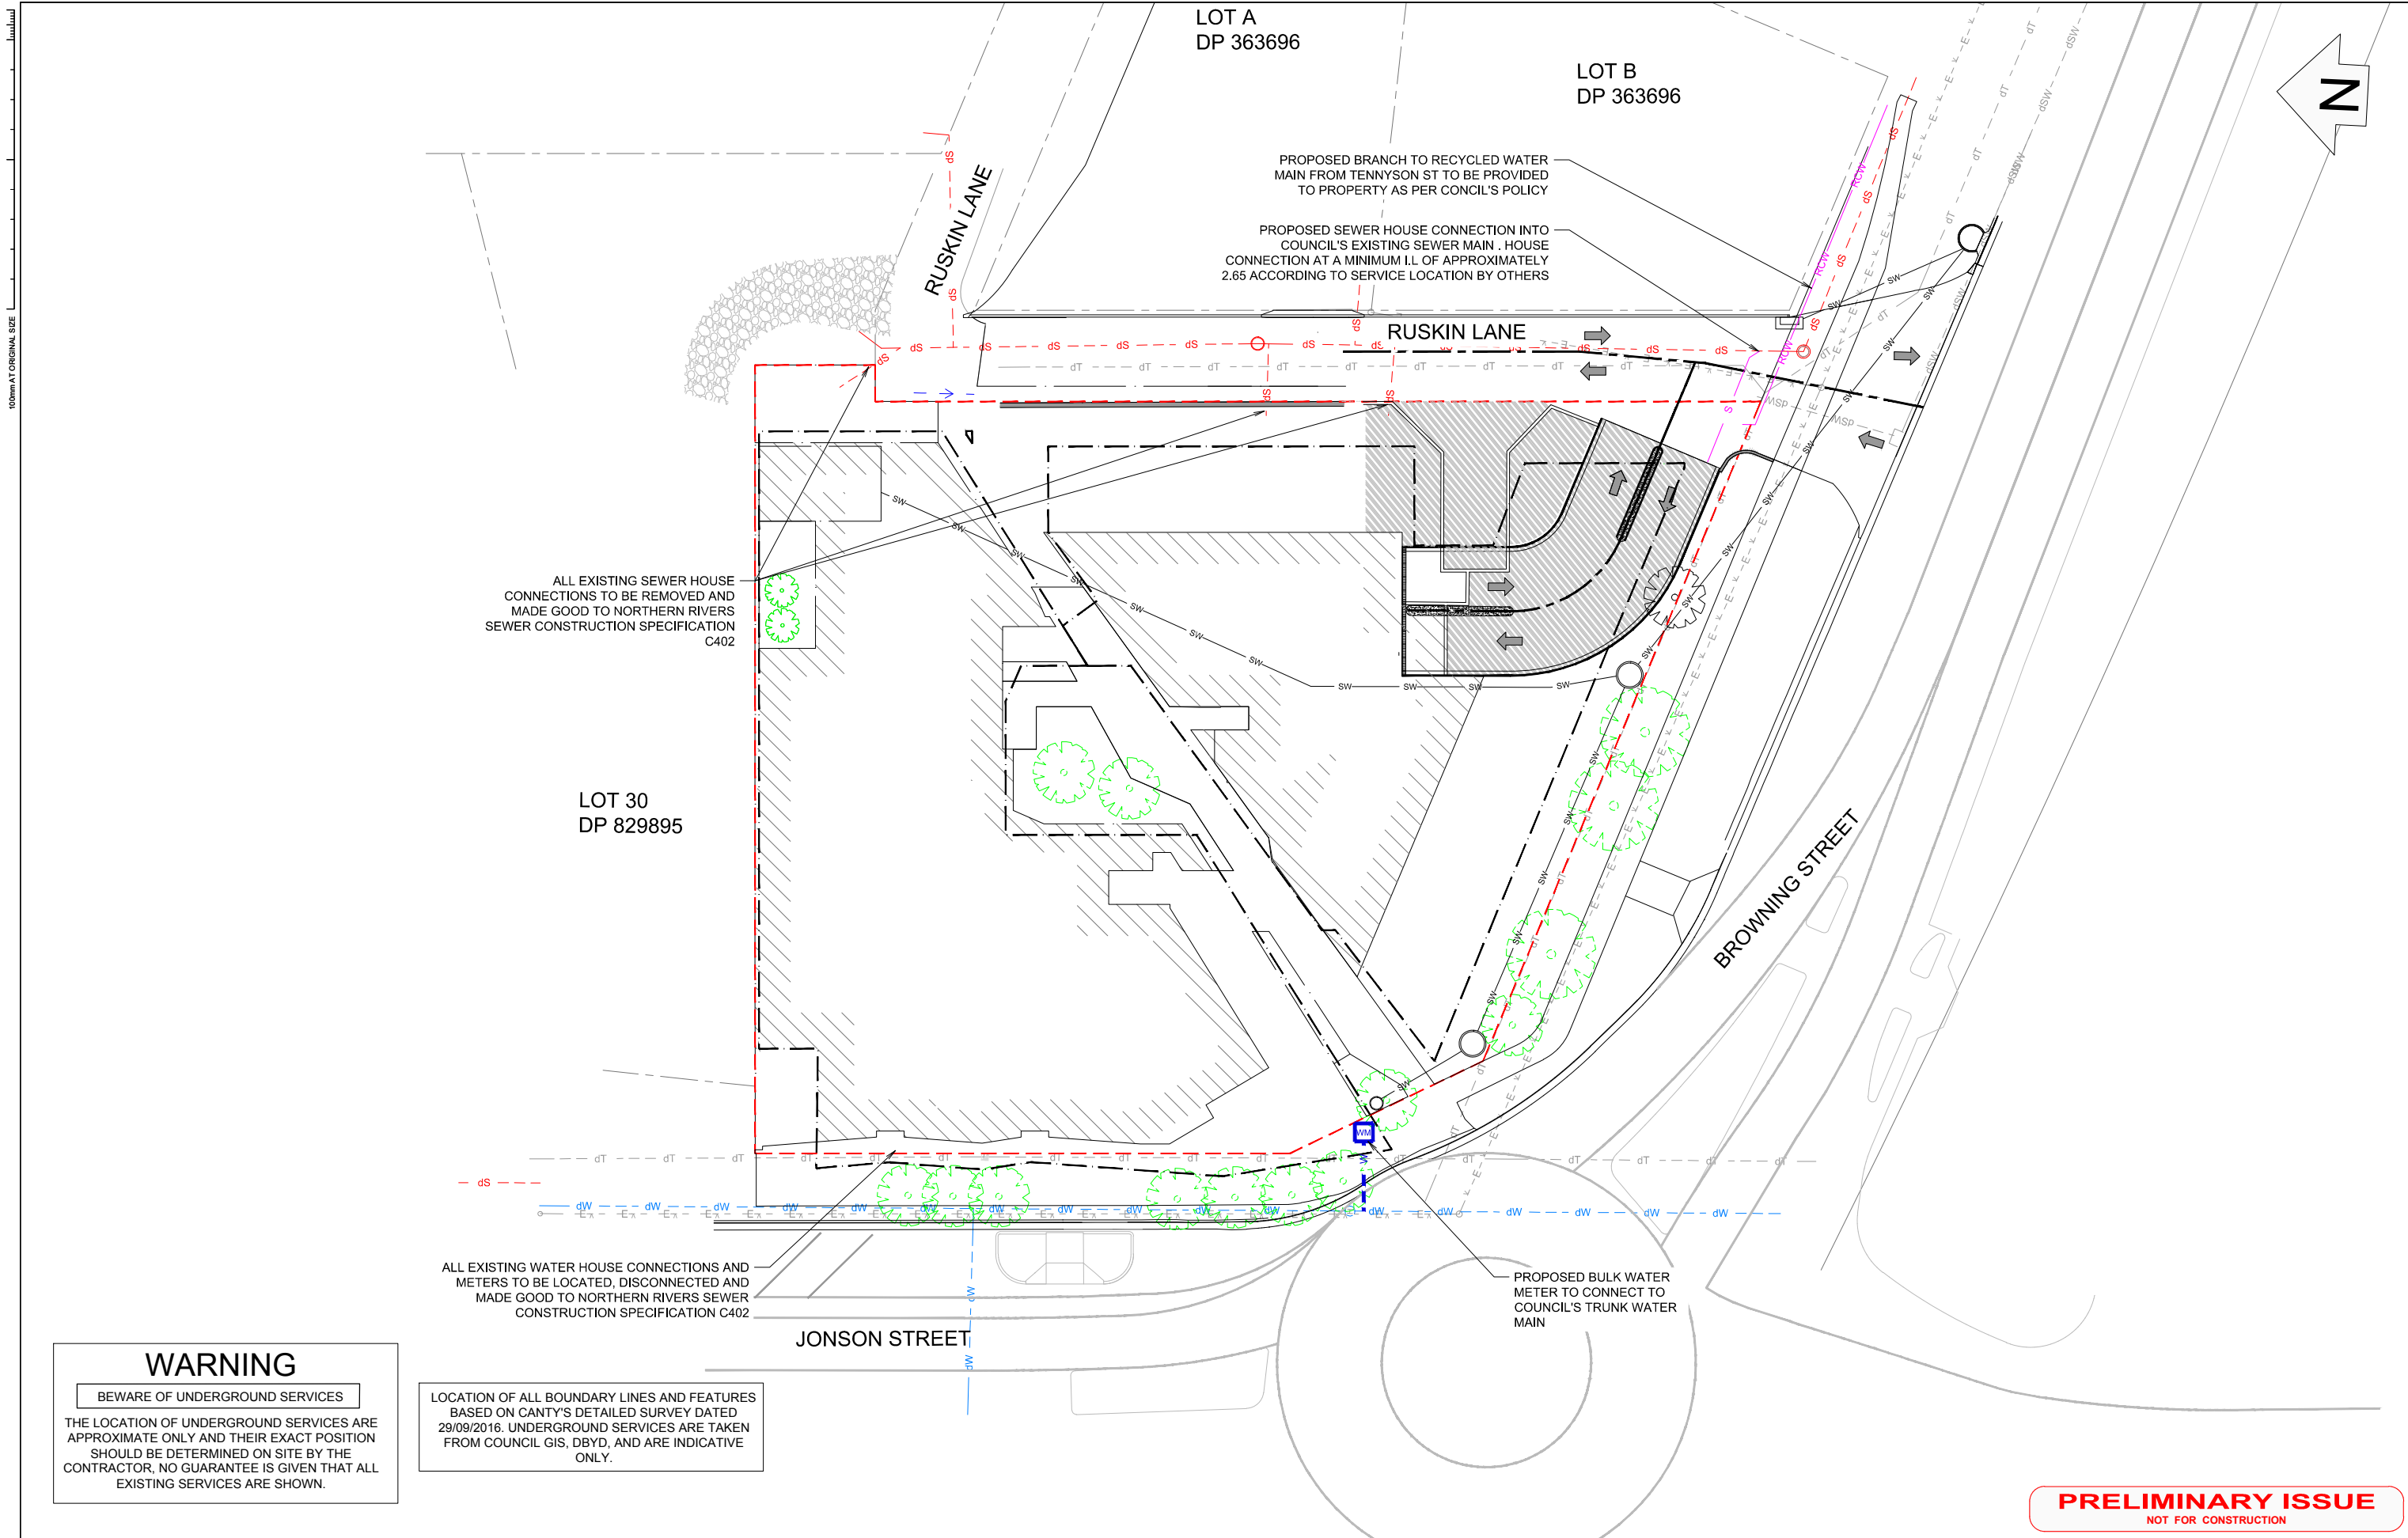 LOT A
DP 363696
LOT B
DP 363696
N
100mm AT ORIGINAL SIZE
RUSKIN LANE
PROPOSED BRANCH TO RECYCLED WATER
MAIN FROM TENNYSON ST TO BE PROVIDED
TO PROPERTY AS PER CONCIL'S POLICY
PROPOSED SEWER HOUSE CONNECTION INTO
COUNCIL'S EXISTING SEWER MAIN . HOUSE
CONNECTION AT A MINIMUM I.L OF APPROXIMATELY
2.65 ACCORDING TO SERVICE LOCATION BY OTHERS
RUSKIN LANE
ALL EXISTING SEWER HOUSE
CONNECTIONS TO BE REMOVED AND
MADE GOOD TO NORTHERN RIVERS
SEWER CONSTRUCTION SPECIFICATION
C402
LOT 30
DP 829895
BROWNING STREET
WM
W
dS
dW
dT
dSW
SW
RCW
S
E
ALL EXISTING WATER HOUSE CONNECTIONS AND
METERS TO BE LOCATED, DISCONNECTED AND
MADE GOOD TO NORTHERN RIVERS SEWER
CONSTRUCTION SPECIFICATION C402
PROPOSED BULK WATER
METER TO CONNECT TO
COUNCIL'S TRUNK WATER
MAIN
JONSON STREET
WARNING
BEWARE OF UNDERGROUND SERVICES
THE LOCATION OF UNDERGROUND SERVICES ARE
APPROXIMATE ONLY AND THEIR EXACT POSITION
SHOULD BE DETERMINED ON SITE BY THE
CONTRACTOR, NO GUARANTEE IS GIVEN THAT ALL
EXISTING SERVICES ARE SHOWN.
LOCATION OF ALL BOUNDARY LINES AND FEATURES
BASED ON CANTY'S DETAILED SURVEY DATED
29/09/2016. UNDERGROUND SERVICES ARE TAKEN
FROM COUNCIL GIS, DBYD, AND ARE INDICATIVE
ONLY.
PRELIMINARY ISSUE
NOT FOR CONSTRUCTION